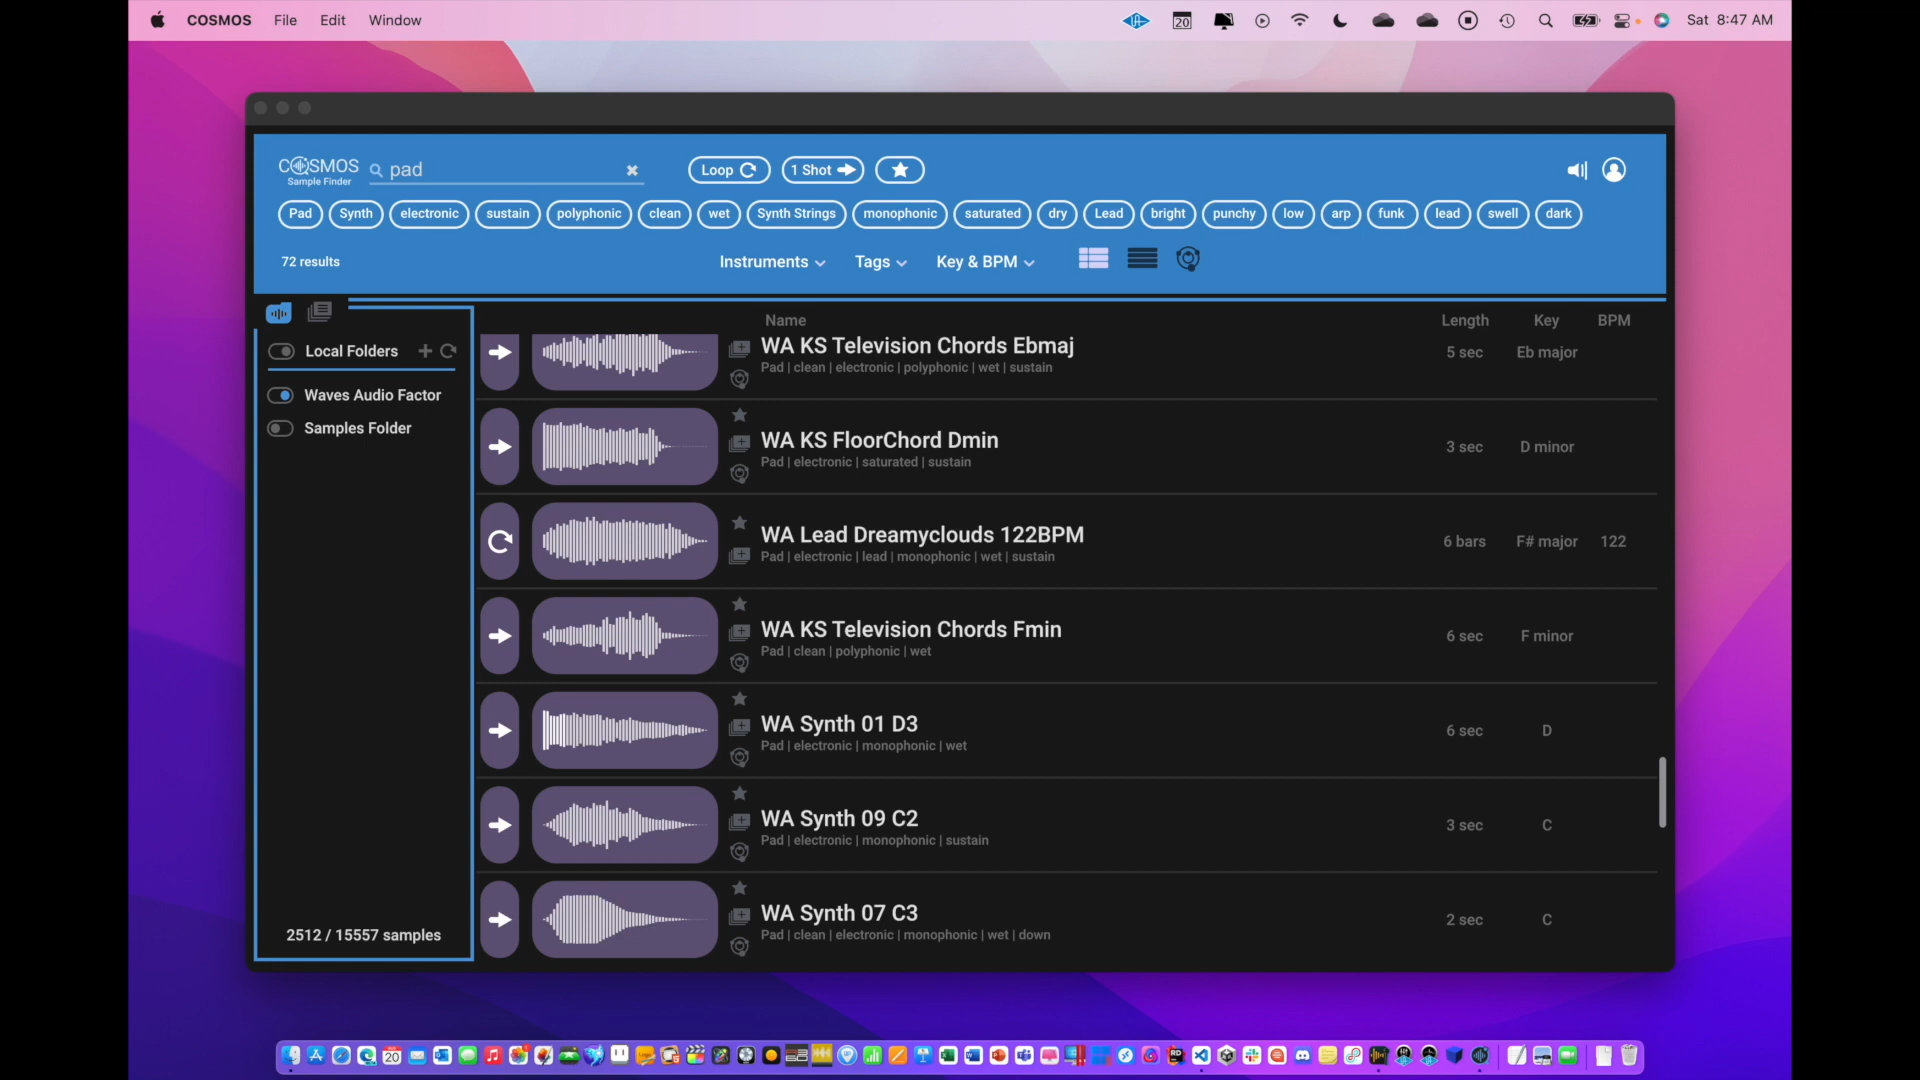 COSMOS File Edit Window
20
Sat 8:47 AM
COSMOS
Sample Finder
pad
Loop
1 Shot
Pad Synth electronic sustain polyphonic clean wet Synth Strings monophonic saturated dry Lead bright punchy low arp funk lead swell dark
72 results
Instruments Tags Key & BPM
Name Length Key BPM
Local Folders
Waves Audio Factor
Samples Folder
2512 / 15557 samples
WA KS Television Chords Ebmaj
Pad | clean | electronic | polyphonic | wet | sustain
5 sec Eb major
WA KS FloorChord Dmin
Pad | electronic | saturated | sustain
3 sec D minor
WA Lead Dreamyclouds 122BPM
Pad | electronic | lead | monophonic | wet | sustain
6 bars F# major 122
WA KS Television Chords Fmin
Pad | clean | polyphonic | wet
6 sec F minor
WA Synth 01 D3
Pad | electronic | monophonic | wet
6 sec D
WA Synth 09 C2
Pad | electronic | monophonic | sustain
3 sec C
WA Synth 07 C3
Pad | clean | electronic | monophonic | wet | down
2 sec C
20